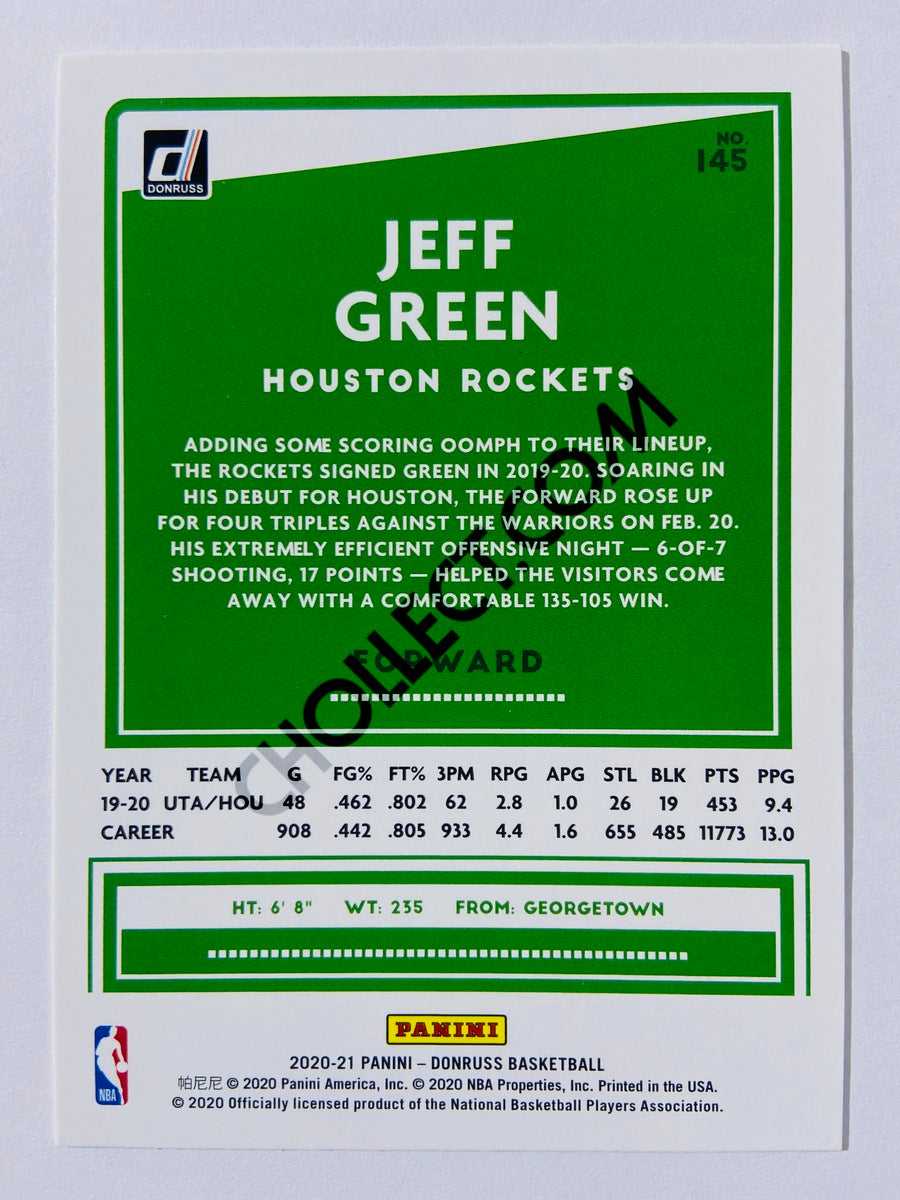 DONRUSS
NO.
145
JEFF
GREEN
HOUSTON ROCKETS
ADDING SOME SCORING OOMPH TO THEIR LINEUP,
THE ROCKETS SIGNED GREEN IN 2019-20. SOARING IN
HIS DEBUT FOR HOUSTON, THE FORWARD ROSE UP
FOR FOUR TRIPLES AGAINST THE WARRIORS ON FEB. 20.
HIS EXTREMELY EFFICIENT OFFENSIVE NIGHT — 6-OF-7
SHOOTING, 17 POINTS — HELPED THE VISITORS COME
AWAY WITH A COMFORTABLE 135-105 WIN.
FORWARD
CHOLLECT.COM
YEAR TEAM G FG% FT% 3PM RPG APG STL BLK PTS PPG
19-20 UTA/HOU 48 .462 .802 62 2.8 1.0 26 19 453 9.4
CAREER 908 .442 .805 933 4.4 1.6 655 485 11773 13.0
HT: 6' 8" WT: 235 FROM: GEORGETOWN
PANINI
NBA
2020-21 PANINI – DONRUSS BASKETBALL
帕尼尼 © 2020 Panini America, Inc. © 2020 NBA Properties, Inc. Printed in the USA.
© 2020 Officially licensed product of the National Basketball Players Association.